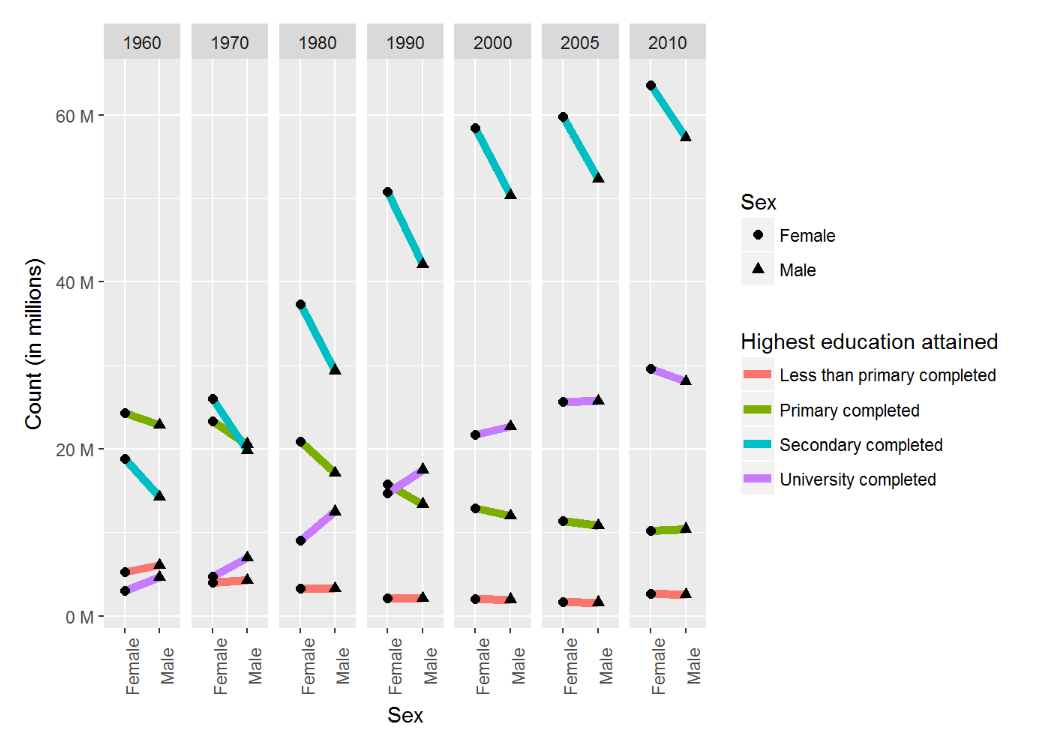 1960 1970 1980 1990 2000 2005 2010
60 M
40 M
20 M
0 M
Count (in millions)
Female Male Female Male Female Male Female Male Female Male Female Male Female Male
Sex
Sex
Female
Male
Highest education attained
Less than primary completed
Primary completed
Secondary completed
University completed